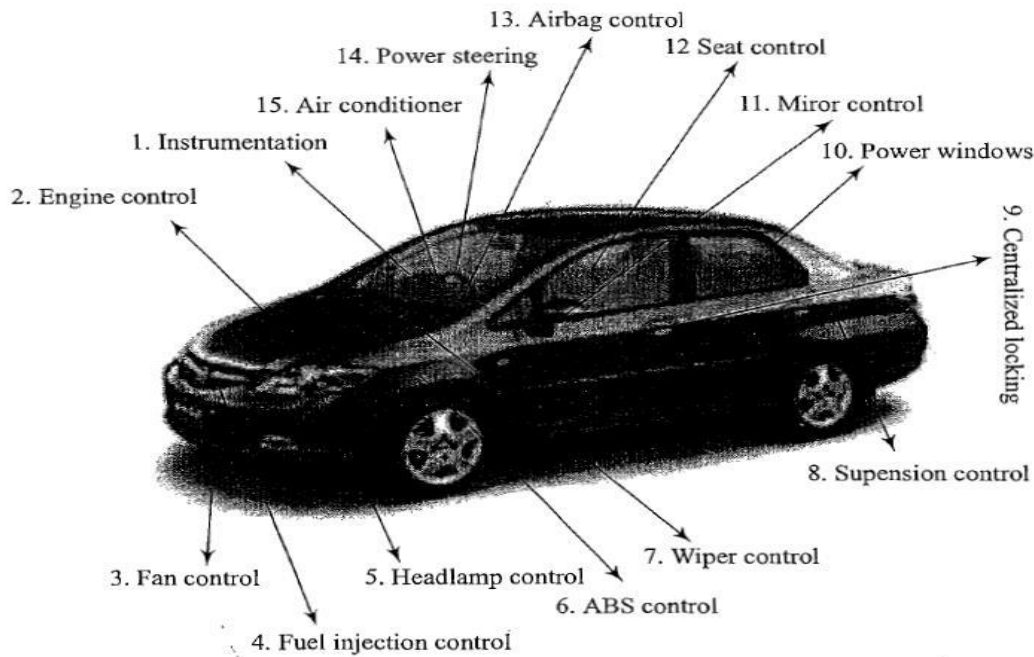 13. Airbag control
14. Power steering
12 Seat control
15. Air conditioner
11. Miror control
1. Instrumentation
10. Power windows
2. Engine control
9. Centralized locking
8. Supension control
7. Wiper control
3. Fan control
5. Headlamp control
6. ABS control
4. Fuel injection control